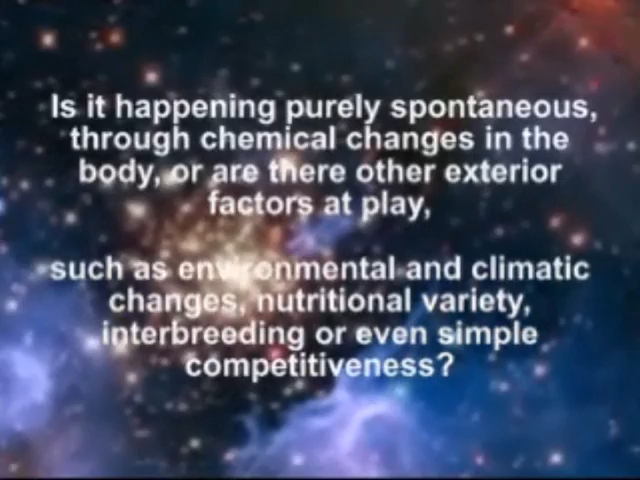 Is it happening purely spontaneous,
through chemical changes in the
body, or are there other exterior
factors at play,
such as environmental and climatic
changes, nutritional variety,
interbreeding or even simple
competitiveness?